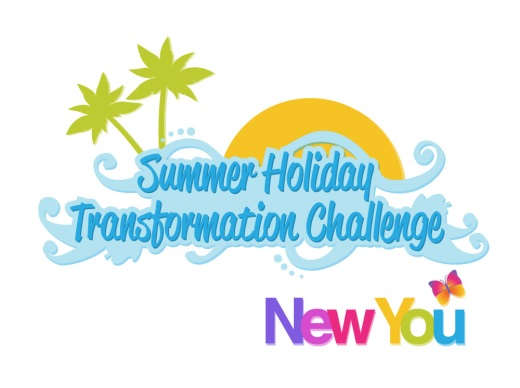 Summer Holiday
Transformation Challenge
New You